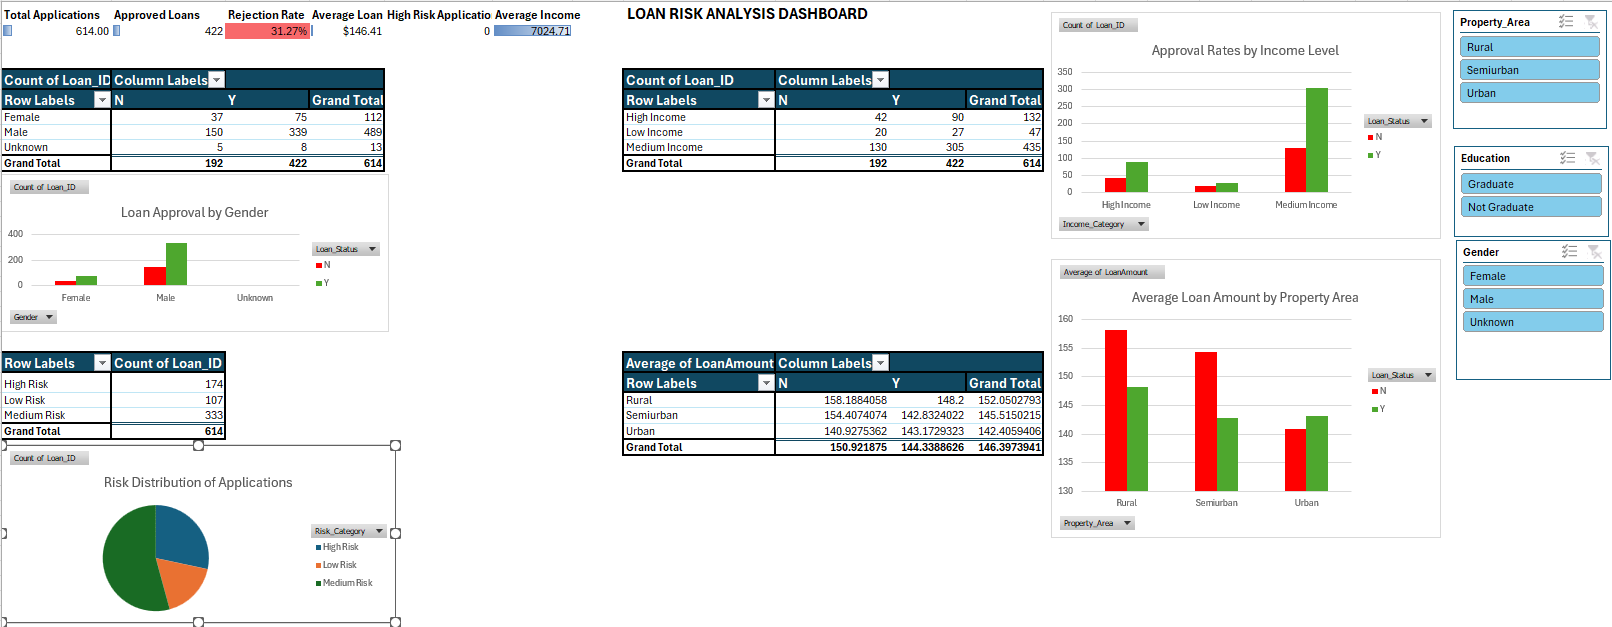 Total Applications Approved Loans Rejection Rate Average Loan High Risk Applicatio Average Income
614.00 422 31.27% $146.41 0 7024.71
LOAN RISK ANALYSIS DASHBOARD
Count of Loan_ID Column Labels
Row Labels N Y Grand Total
Female 37 75 112
Male 150 339 489
Unknown 5 8 13
Grand Total 192 422 614
Count of Loan_ID
Loan Approval by Gender
400
200
0
Female Male Unknown
Loan_Status
N
Y
Gender
Row Labels Count of Loan_ID
High Risk 174
Low Risk 107
Medium Risk 333
Grand Total 614
Count of Loan_ID
Risk Distribution of Applications
Risk_Category
High Risk
Low Risk
Medium Risk
Count of Loan_ID Column Labels
Row Labels N Y Grand Total
High Income 42 90 132
Low Income 20 27 47
Medium Income 130 305 435
Grand Total 192 422 614
Average of LoanAmount Column Labels
Row Labels N Y Grand Total
Rural 158.1884058 148.2 152.0502793
Semiurban 154.4074074 142.8324022 145.5150215
Urban 140.9275362 143.1729323 142.4059406
Grand Total 150.921875 144.3388626 146.3973941
Count of Loan_ID
Approval Rates by Income Level
350
300
250
200
150
100
50
0
High Income Low Income Medium Income
Loan_Status
N
Y
Income_Category
Average of LoanAmount
Average Loan Amount by Property Area
160
155
150
145
140
135
130
Rural Semiurban Urban
Loan_Status
N
Y
Property_Area
Property_Area
Rural
Semiurban
Urban
Education
Graduate
Not Graduate
Gender
Female
Male
Unknown